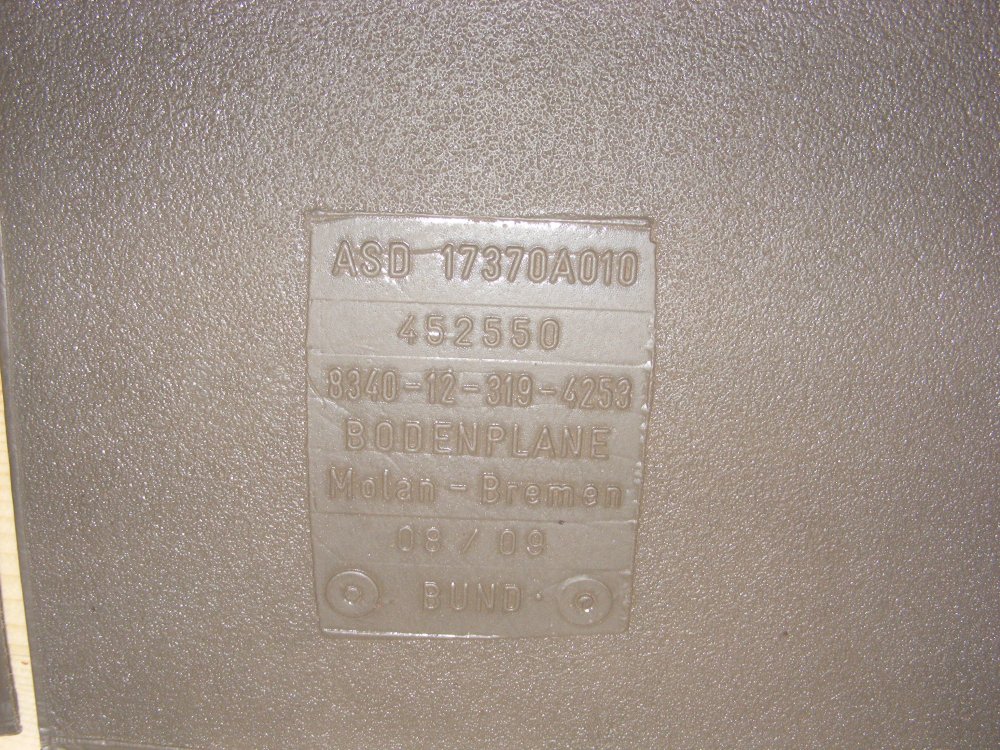 ASD 17370A010
452550
8340-12-319-4253
BODENPLANE
Molan - Bremen
08 / 09
BUND